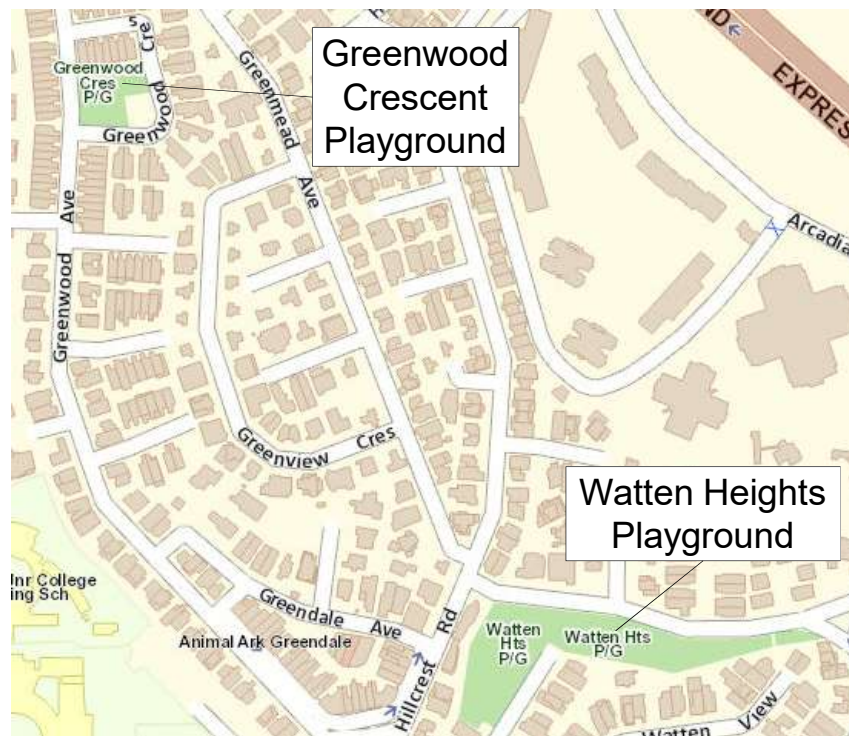 Greenwood
Crescent
Playground
Greenwood
Cres
P/G
Greenwood
Cre
s
Greenmead
Ave
EXPRES
ND
Arcadia
Ave
Greenwood
Greenview
Cres
Watten Heights
Playground
Jnr College
ing Sch
Greendale
Ave
Animal Ark Greendale
Hillcrest
Rd
Watten
Hts
P/G
Watten Hts
P/G
Watten
View